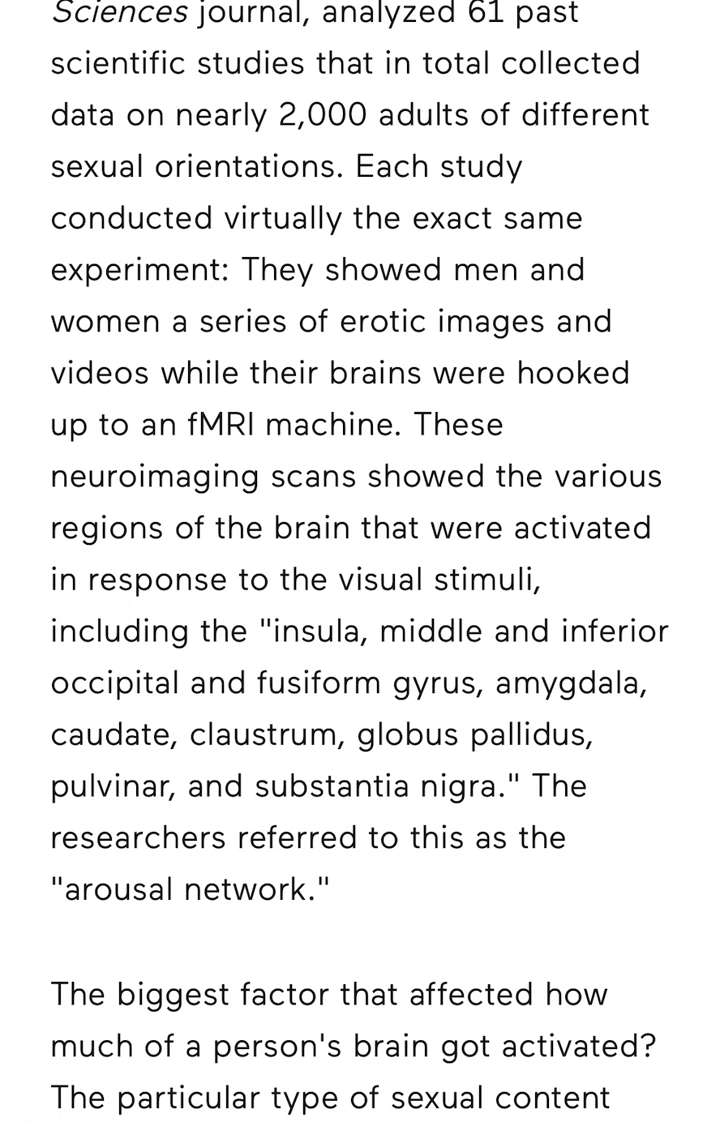 Sciences journal, analyzed 61 past
scientific studies that in total collected
data on nearly 2,000 adults of different
sexual orientations. Each study
conducted virtually the exact same
experiment: They showed men and
women a series of erotic images and
videos while their brains were hooked
up to an fMRI machine. These
neuroimaging scans showed the various
regions of the brain that were activated
in response to the visual stimuli,
including the "insula, middle and inferior
occipital and fusiform gyrus, amygdala,
caudate, claustrum, globus pallidus,
pulvinar, and substantia nigra." The
researchers referred to this as the
"arousal network."
The biggest factor that affected how
much of a person's brain got activated?
The particular type of sexual content